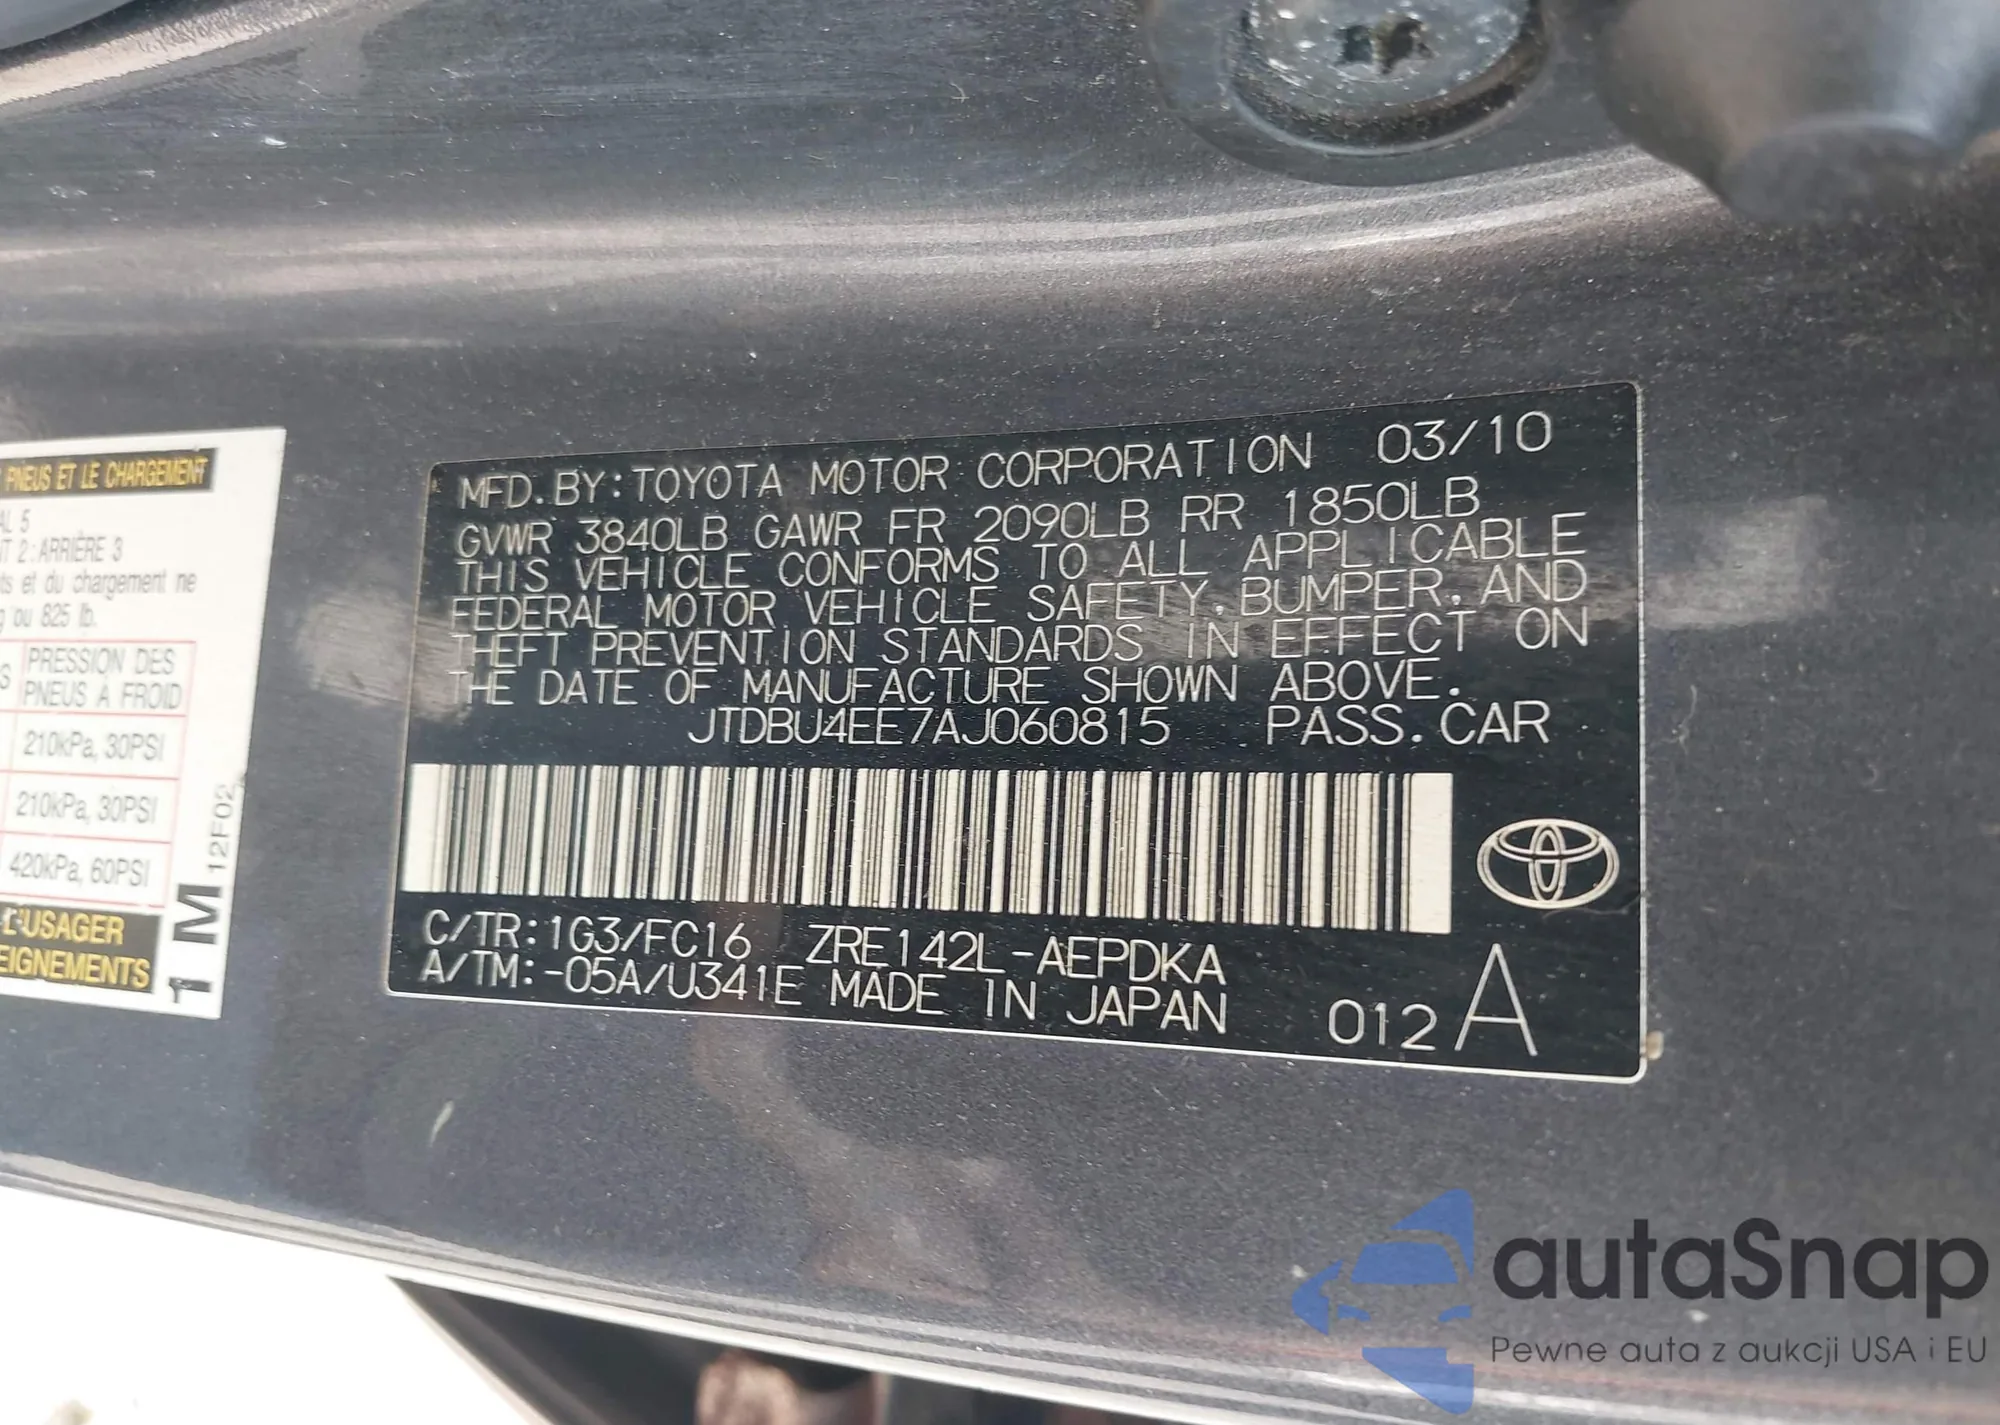 MFD. BY: TOYOTA MOTOR CORPORATION 03/10
GVWR 3840LB GAWR FR 2090LB RR 1850LB
THIS VEHICLE CONFORMS TO ALL APPLICABLE
FEDERAL MOTOR VEHICLE SAFETY, BUMPER, AND
THEFT PREVENTION STANDARDS IN EFFECT ON
THE DATE OF MANUFACTURE SHOWN ABOVE.
JTDBU4EE7AJ060815 PASS. CAR
C/TR: 1G3/FC16 ZRE142L-AEPDKA
A/TM: -05A/U341E MADE IN JAPAN
012 A
PNEUS ET LE CHARGEMENT
AL 5
2 : ARRIÈRE 3
ts et du chargement ne
ou 825 lb.
PRESSION DES
PNEUS À FROID
210kPa, 30PSI
210kPa, 30PSI
420kPa, 60PSI
L'USAGER
EIGNEMENTS
1 M 12F02
autaSnap
Pewne auta z aukcji USA i EU